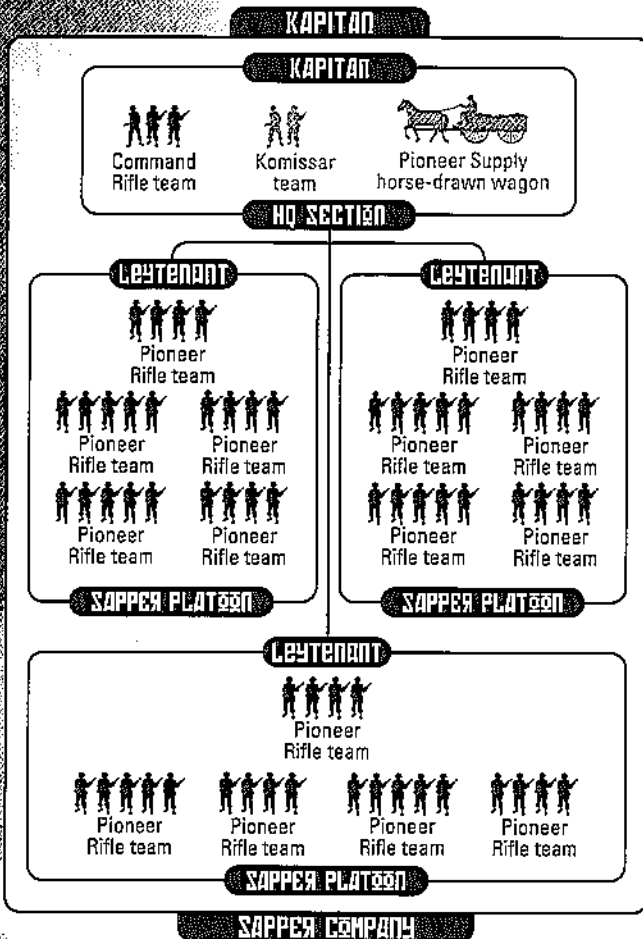 KAPITAN
KAPITAN
Command
Rifle team
Komissar
team
Pioneer Supply
horse-drawn wagon
HQ SECTION
LEYTENANT
Pioneer
Rifle team
Pioneer
Rifle team
Pioneer
Rifle team
Pioneer
Rifle team
Pioneer
Rifle team
SAPPER PLATOON
LEYTENANT
Pioneer
Rifle team
Pioneer
Rifle team
Pioneer
Rifle team
Pioneer
Rifle team
Pioneer
Rifle team
SAPPER PLATOON
LEYTENANT
Pioneer
Rifle team
Pioneer
Rifle team
Pioneer
Rifle team
Pioneer
Rifle team
Pioneer
Rifle team
SAPPER PLATOON
SAPPER COMPANY